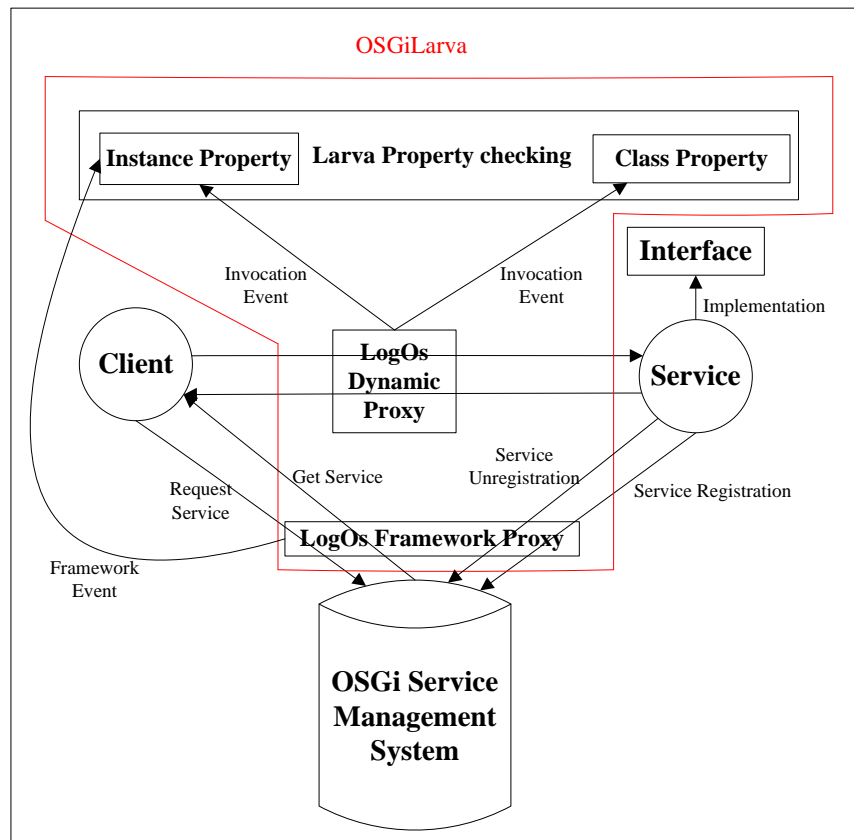 OSGiLarva
Instance Property
Larva Property checking
Class Property
Interface
Invocation
Event
Invocation
Event
Implementation
Client
LogOs
Dynamic
Proxy
Service
Service
Unregistration
Get Service
Request
Service
Service Registration
LogOs Framework Proxy
Framework
Event
OSGi Service
Management
System